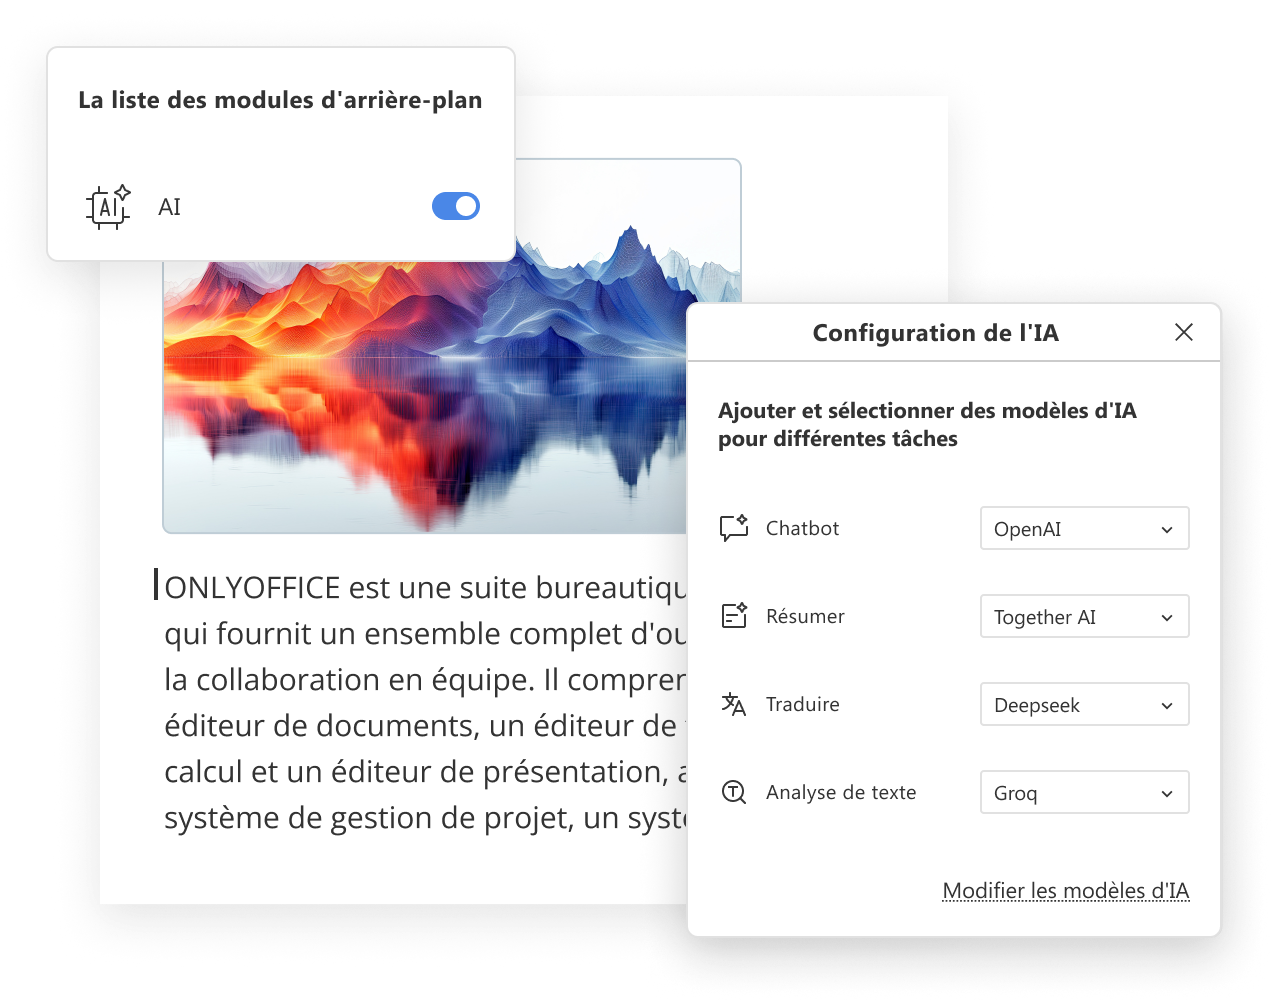 La liste des modules d'arrière-plan
AI
AI
Configuration de l'IA
Ajouter et sélectionner des modèles d'IA
pour différentes tâches
Chatbot
OpenAI
Résumer
Together AI
Traduire
Deepseek
Analyse de texte
Groq
Modifier les modèles d'IA
ONLYOFFICE est une suite bureautiqu
qui fournit un ensemble complet d'ou
la collaboration en équipe. Il compren
éditeur de documents, un éditeur de
calcul et un éditeur de présentation, a
système de gestion de projet, un systè